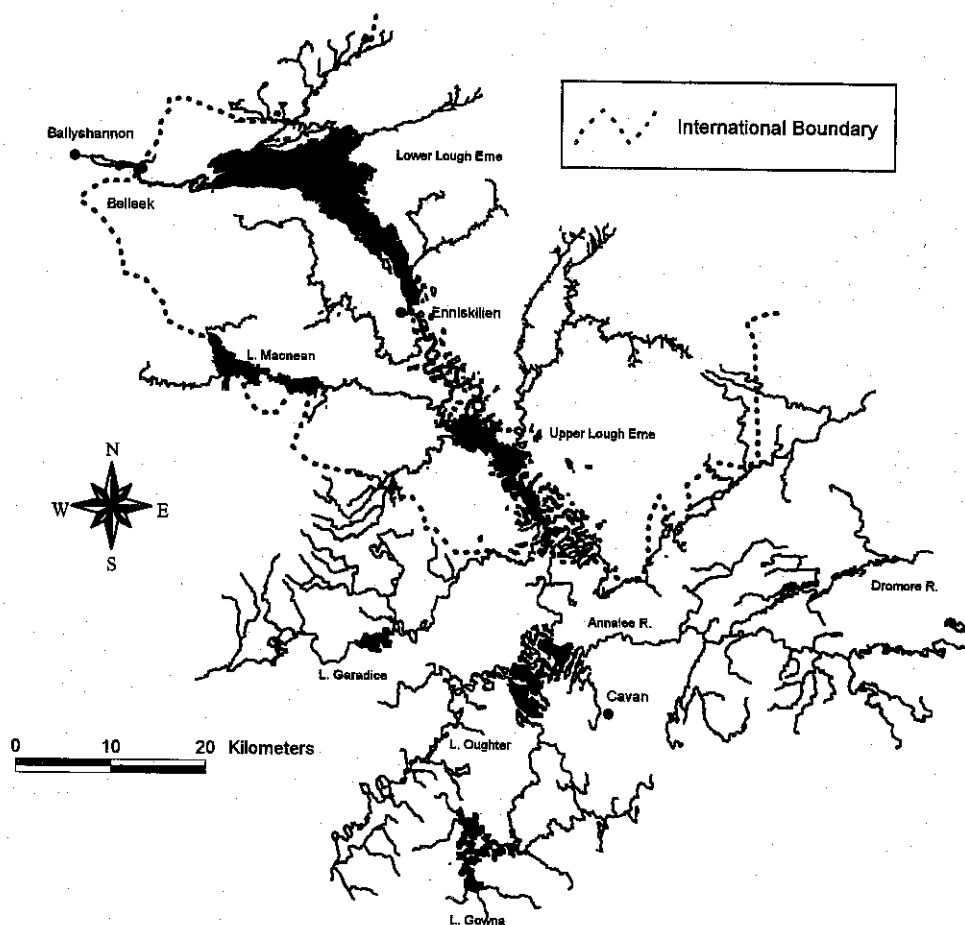 International Boundary
Ballyshannon
Lower Lough Erne
Belleek
Enniskillen
L. Macnean
Upper Lough Erne
N
W E
S
Dromore R.
Annalee R.
L. Garadice
Cavan
L. Oughter
0 10 20 Kilometers
L. Gowna